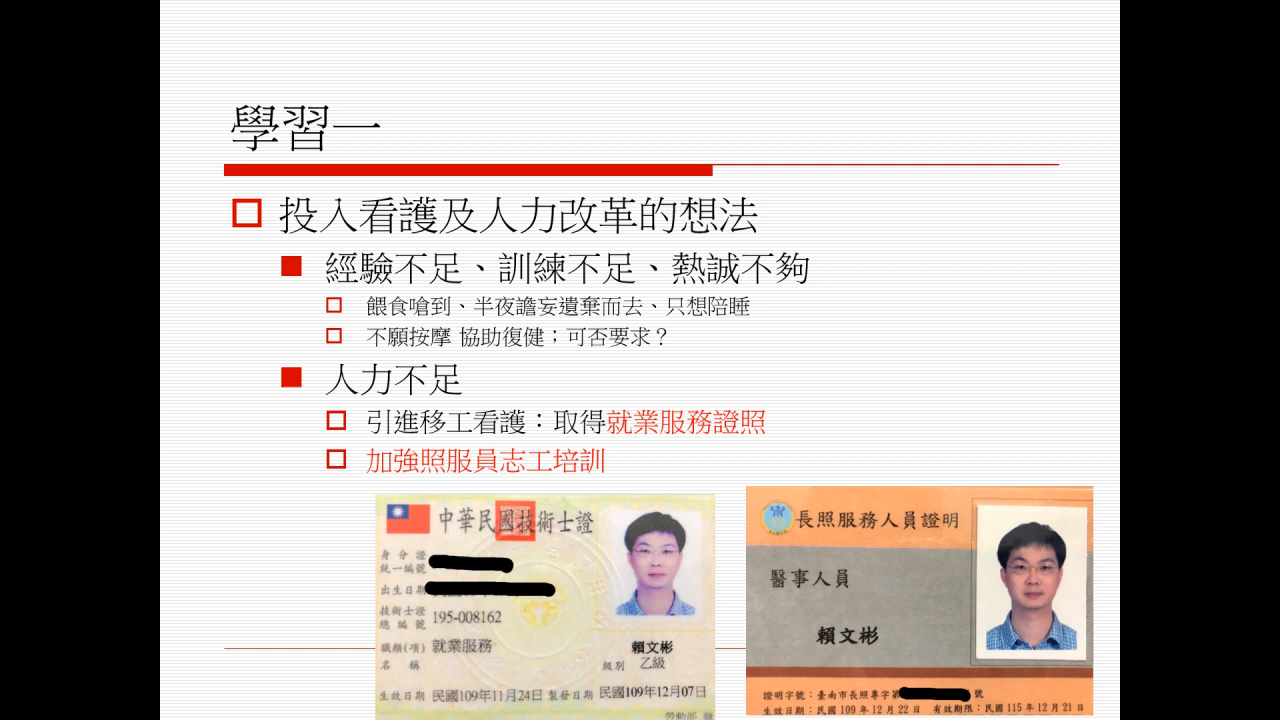 學習一
投入看護及人力改革的想法
經驗不足、訓練不足、熱誠不夠
餵食嗆到、半夜譫妄遺棄而去、只想陪睡
不願按摩 協助復健；可否要求？
人力不足
引進移工看護：取得就業服務證照
加強照服員志工培訓
中華民國技術士證
身分證
統一編號
出生日期
技術士證
總編號 195-008162
職類(項) 就業服務
名稱
賴文彬
級別 乙級
生效日期 民國109年11月24日 製發日期 民國109年12月07日
勞動部
長照服務人員證明
醫事人員
賴文彬
證明字號：臺南市長照專字第 號
生效日期：民國 109 年 12 月 22 日 有效期限：民國 115 年 12 月 21 日